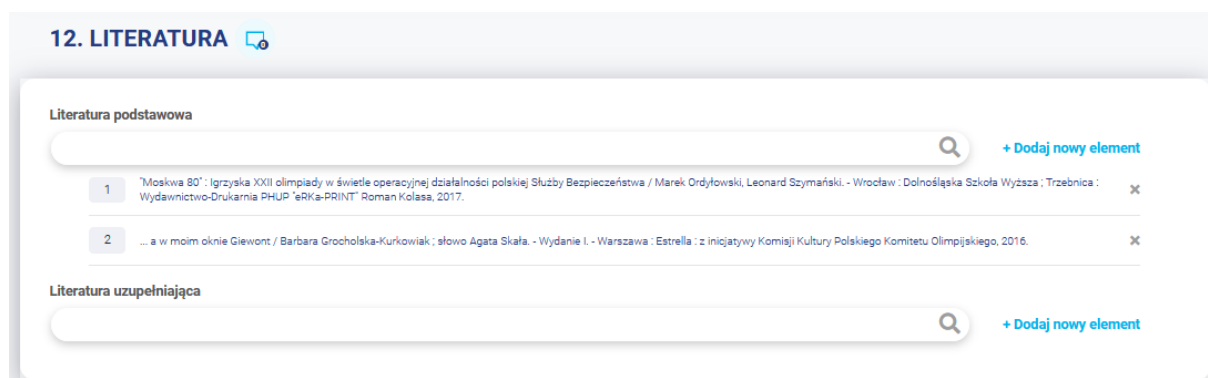 12. LITERATURA 0
Literatura podstawowa
+ Dodaj nowy element
1 "Moskwa 80" : Igrzyska XXII olimpiady w świetle operacyjnej działalności polskiej Służby Bezpieczeństwa / Marek Ordyłowski, Leonard Szymański. - Wrocław : Dolnośląska Szkoła Wyższa ; Trzebnica :
Wydawnictwo-Drukarnia PHUP "eRKa-PRINT" Roman Kolasa, 2017.
2 ... a w moim oknie Giewont / Barbara Grocholska-Kurkowiak ; słowo Agata Skała. - Wydanie I. - Warszawa : Estrella : z inicjatywy Komisji Kultury Polskiego Komitetu Olimpijskiego, 2016.
Literatura uzupełniająca
+ Dodaj nowy element